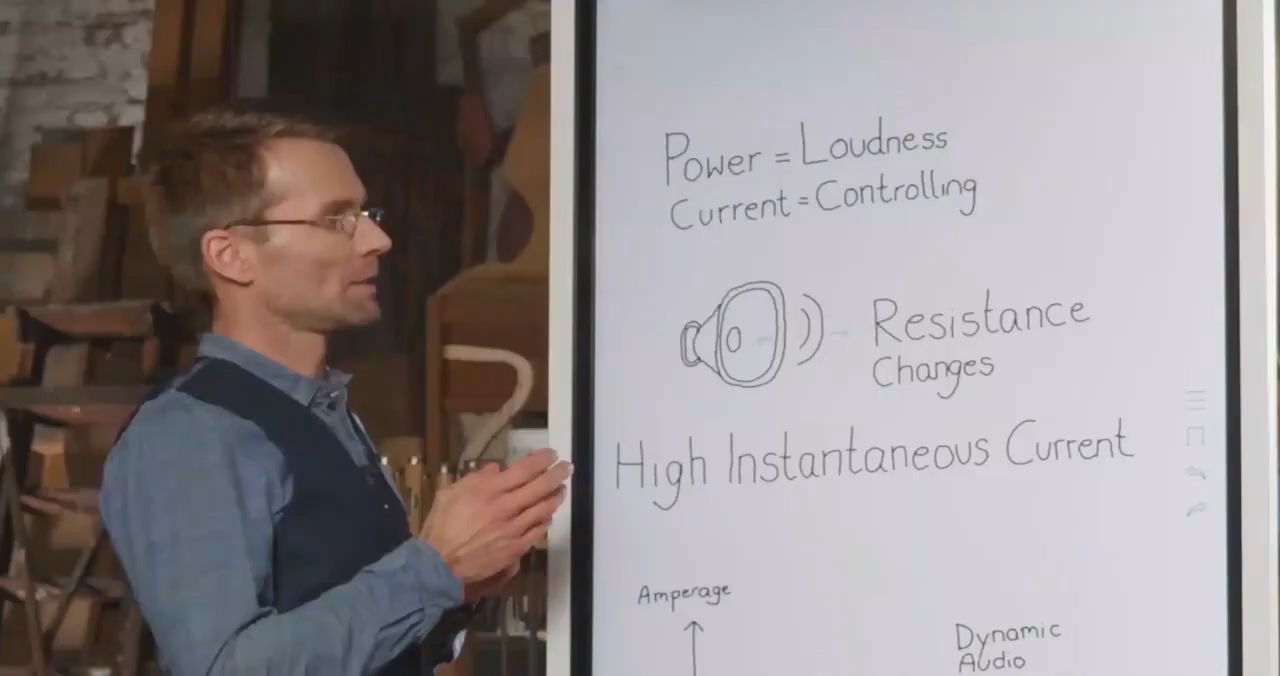 Power = Loudness
Current = Controlling
Resistance
Changes
High Instantaneous Current
Amperage
Dynamic
Audio